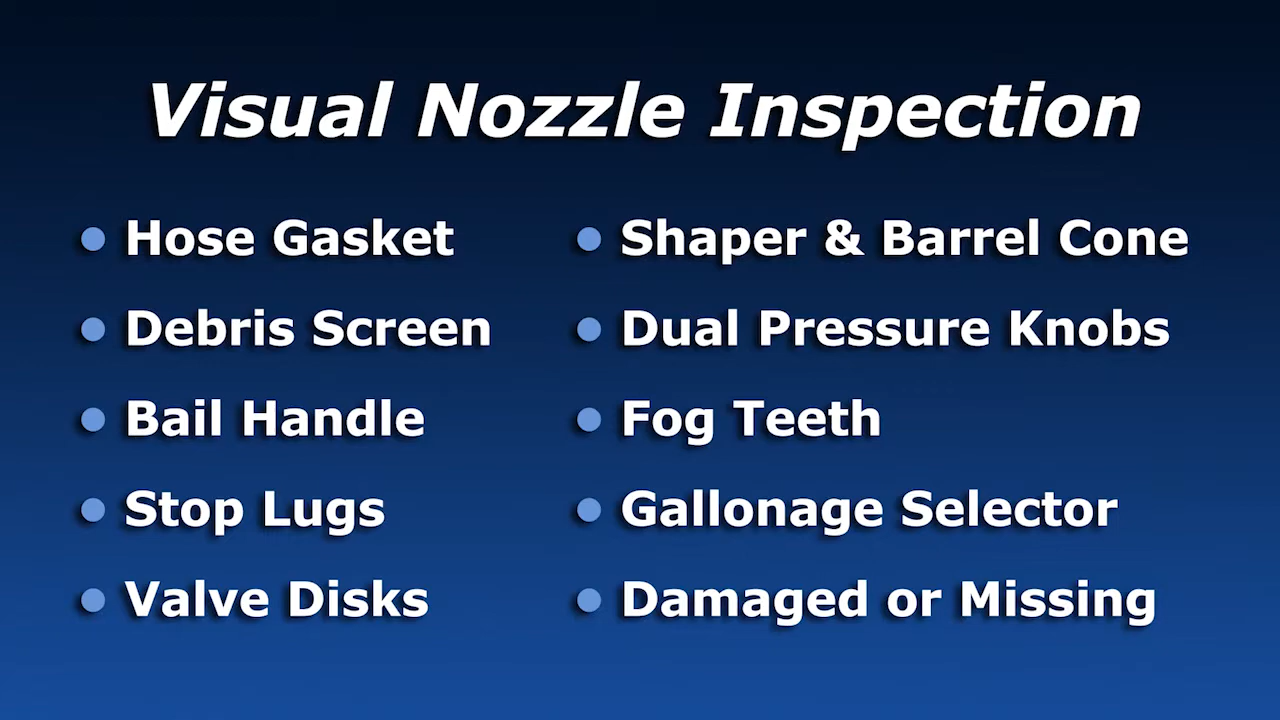 Visual Nozzle Inspection
Hose Gasket
Debris Screen
Bail Handle
Stop Lugs
Valve Disks
Shaper & Barrel Cone
Dual Pressure Knobs
Fog Teeth
Gallonage Selector
Damaged or Missing